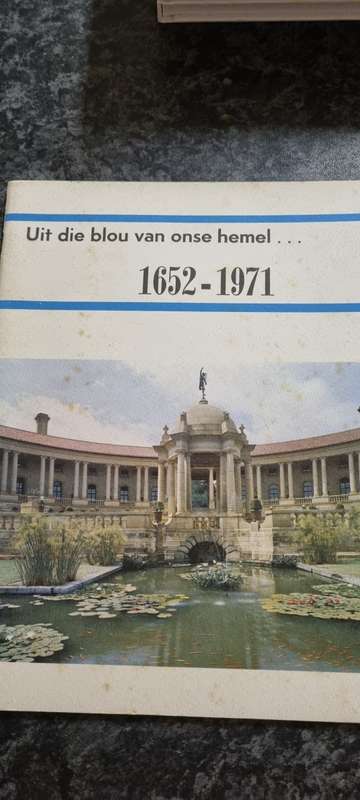 Uit die blou van onse hemel . . .
1652-1971